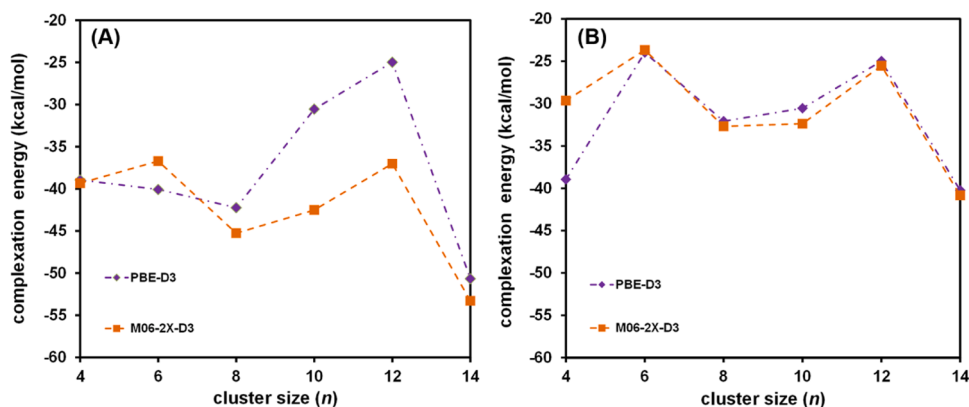 (A)
complexation energy (kcal/mol)
-20
-25
-30
-35
-40
-45
-50
-55
-60
PBE-D3
M06-2X-D3
4 6 8 10 12 14
cluster size (n)
(B)
complexation energy (kcal/mol)
-20
-25
-30
-35
-40
-45
-50
-55
-60
PBE-D3
M06-2X-D3
4 6 8 10 12 14
cluster size (n)